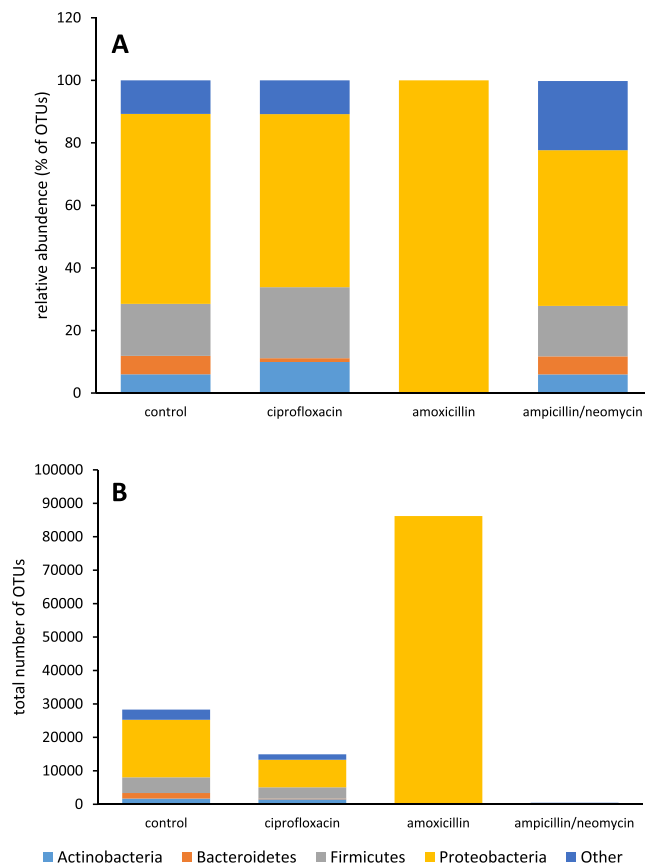 A
relative abundance (% of OTUs)
120
100
80
60
40
20
0
control ciprofloxacin amoxicillin ampicillin/neomycin
B
total number of OTUs
100000
90000
80000
70000
60000
50000
40000
30000
20000
10000
0
control ciprofloxacin amoxicillin ampicillin/neomycin
Actinobacteria Bacteroidetes Firmicutes Proteobacteria Other